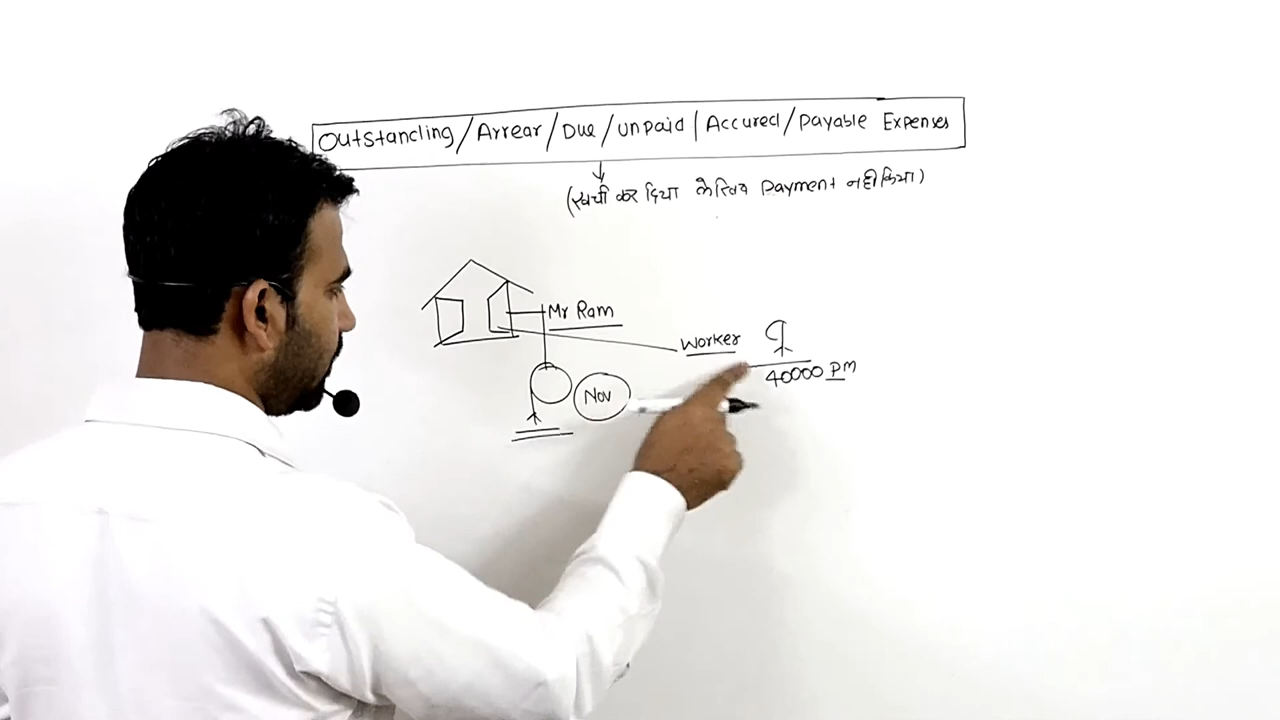 Outstancling/Arrear/Due/unpaid/Accured/Payable Expenses
(खर्चा कर दिया लेकिन Payment नही किया)
Mr Ram
Worker
40000 PM
Nov